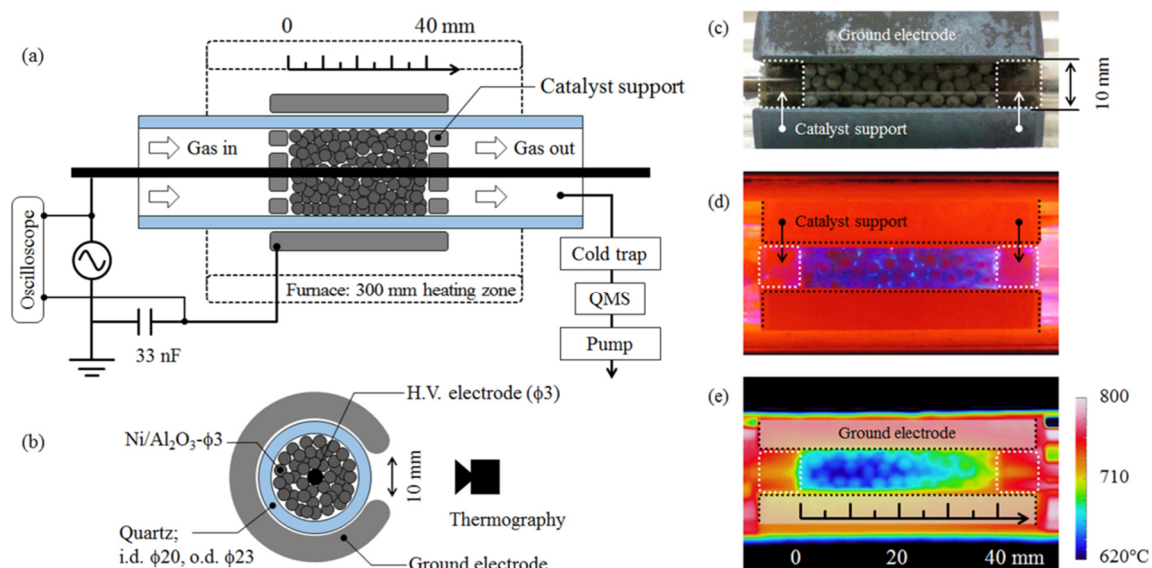 (a)
0 40 mm
Catalyst support
Gas in
Gas out
Oscilloscope
33 nF
Furnace: 300 mm heating zone
Cold trap
QMS
Pump
(b)
H.V. electrode (ϕ3)
Ni/Al₂O₃-ϕ3
10 mm
Thermography
Quartz;
i.d. ϕ20, o.d. ϕ23
Ground electrode
(c)
Ground electrode
10 mm
Catalyst support
(d)
Catalyst support
(e)
Ground electrode
800
710
620°C
0 20 40 mm